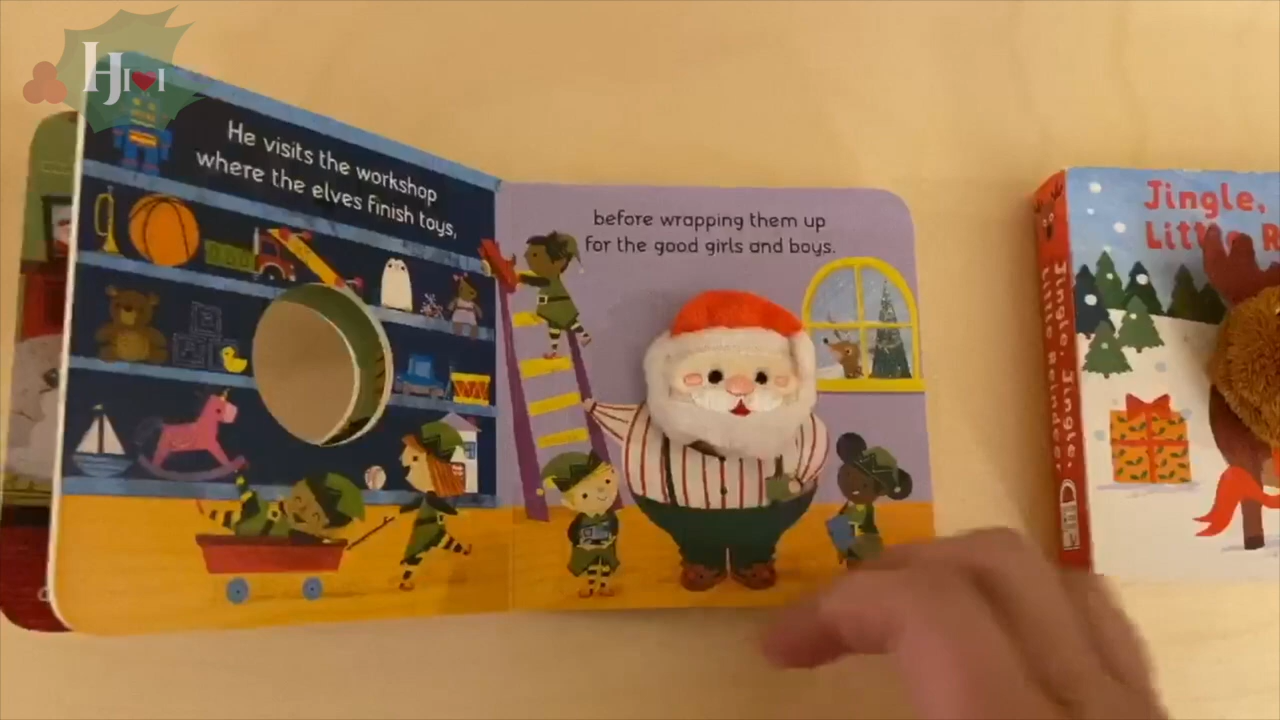 HJMI
He visits the workshop
where the elves finish toys,
before wrapping them up
for the good girls and boys.
Jingle,
Jingle, Jingle,
Little Reindeer